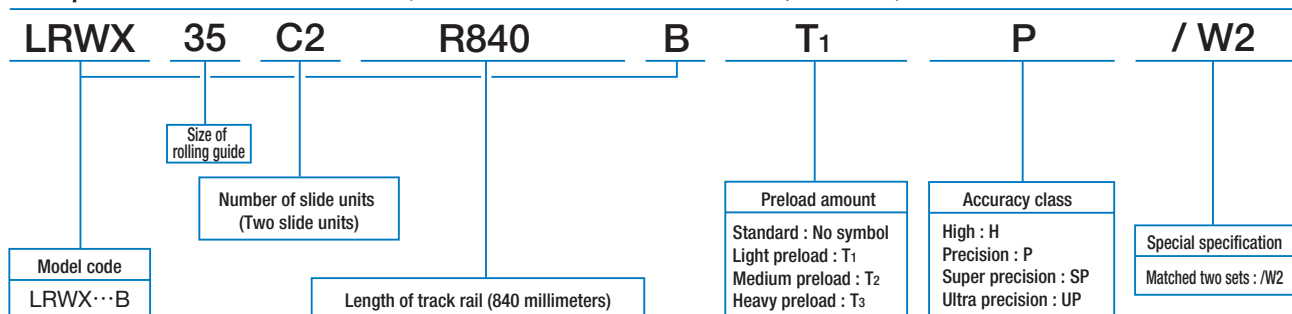 LRWX 35 C2 R840 B T1 P / W2
Size of
rolling guide
Number of slide units
(Two slide units)
Model code
LRWX⋯B
Length of track rail (840 millimeters)
Preload amount
Standard : No symbol
Light preload : T1
Medium preload : T2
Heavy preload : T3
Accuracy class
High : H
Precision : P
Super precision : SP
Ultra precision : UP
Special specification
Matched two sets : /W2